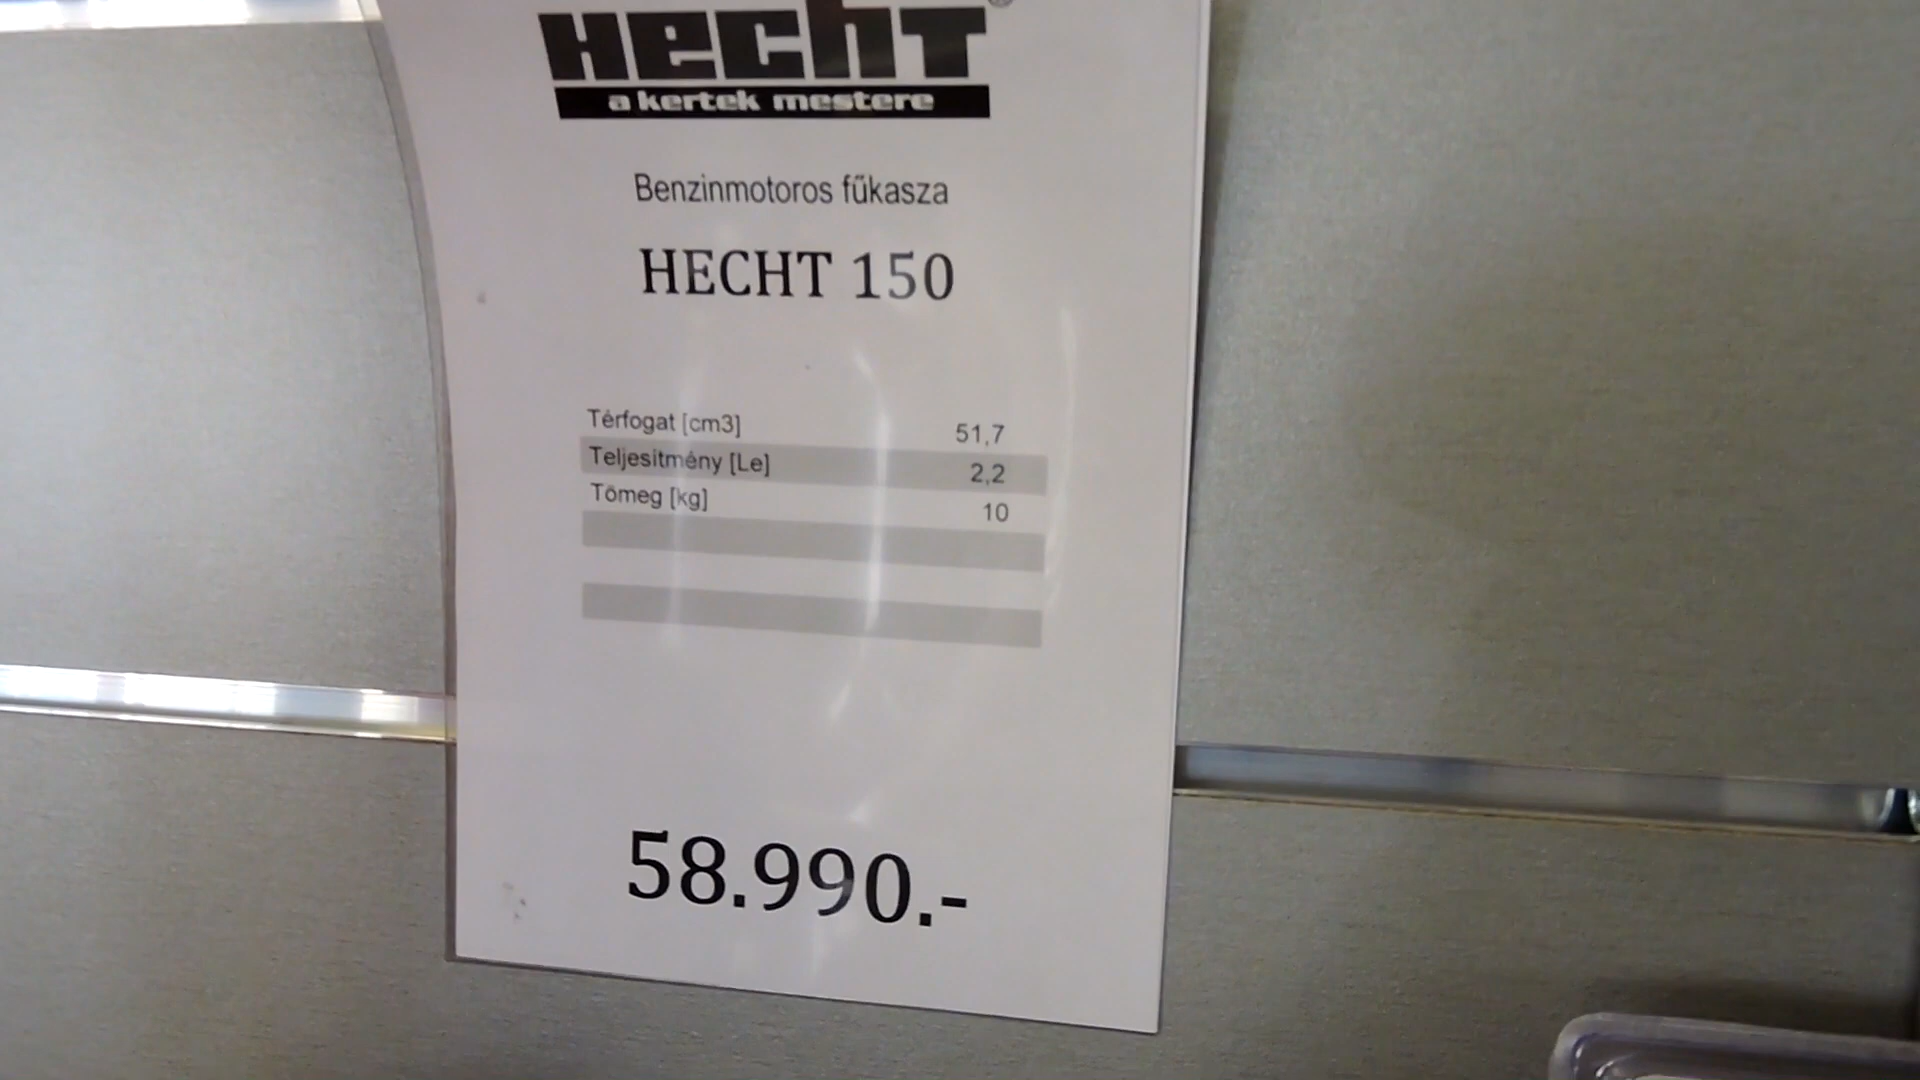 Hecht®
a kertek mestere
Benzinmotoros fűkasza
HECHT 150
Térfogat [cm3] 51,7
Teljesitmény [Le] 2,2
Tömeg [kg] 10
58.990.-